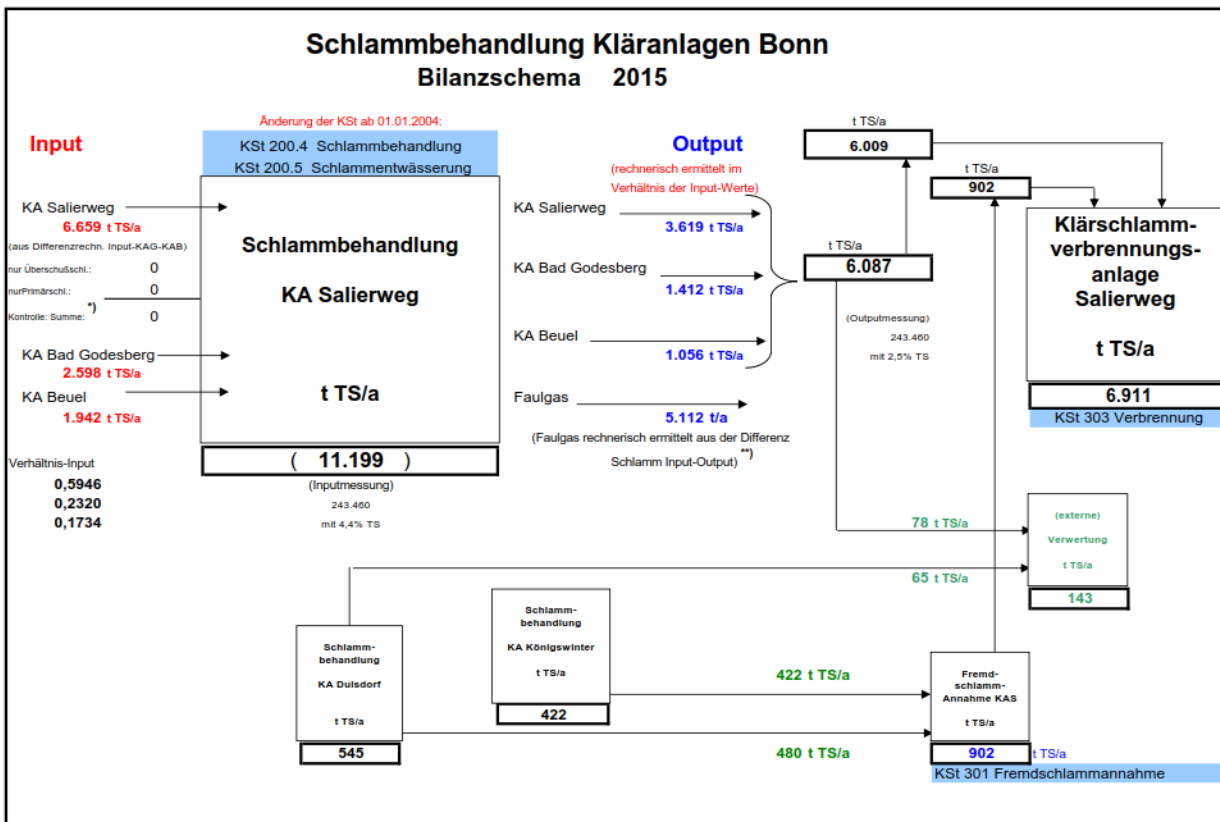 Schlammbehandlung Kläranlagen Bonn
Bilanzschema 2015
Input
Änderung der KSt ab 01.01.2004:
KSt 200.4 Schlammbehandlung
KSt 200.5 Schlammentwässerung
KA Salierweg
6.659 t TS/a
(aus Differenzrechn. Input-KAG-KAB)
nur Überschußschl.: 0
nurPrimärschl.: 0
*)
Kontrolle: Summe: 0
KA Bad Godesberg
2.598 t TS/a
KA Beuel
1.942 t TS/a
Verhältnis-Input
0,5946
0,2320
0,1734
Schlammbehandlung
KA Salierweg
t TS/a
( 11.199 )
(Inputmessung)
243.460
mit 4,4% TS
Output
(rechnerisch ermittelt im
Verhältnis der Input-Werte)
KA Salierweg
3.619 t TS/a
KA Bad Godesberg
1.412 t TS/a
KA Beuel
1.056 t TS/a
Faulgas
5.112 t/a
(Faulgas rechnerisch ermittelt aus der Differenz
Schlamm Input-Output) **)
t TS/a
6.087
(Outputmessung)
243.460
mit 2,5% TS
t TS/a
6.009
t TS/a
902
Klärschlamm-
verbrennungs-
anlage
Salierweg
t TS/a
6.911
KSt 303 Verbrennung
78 t TS/a
65 t TS/a
(externe)
Verwertung
t TS/a
143
Schlamm-
behandlung
KA Dulsdorf
t TS/a
545
Schlamm-
behandlung
KA Königswinter
t TS/a
422
422 t TS/a
480 t TS/a
Fremd-
schlamm-
Annahme KAS
t TS/a
902 t TS/a
KSt 301 Fremdschlammannahme